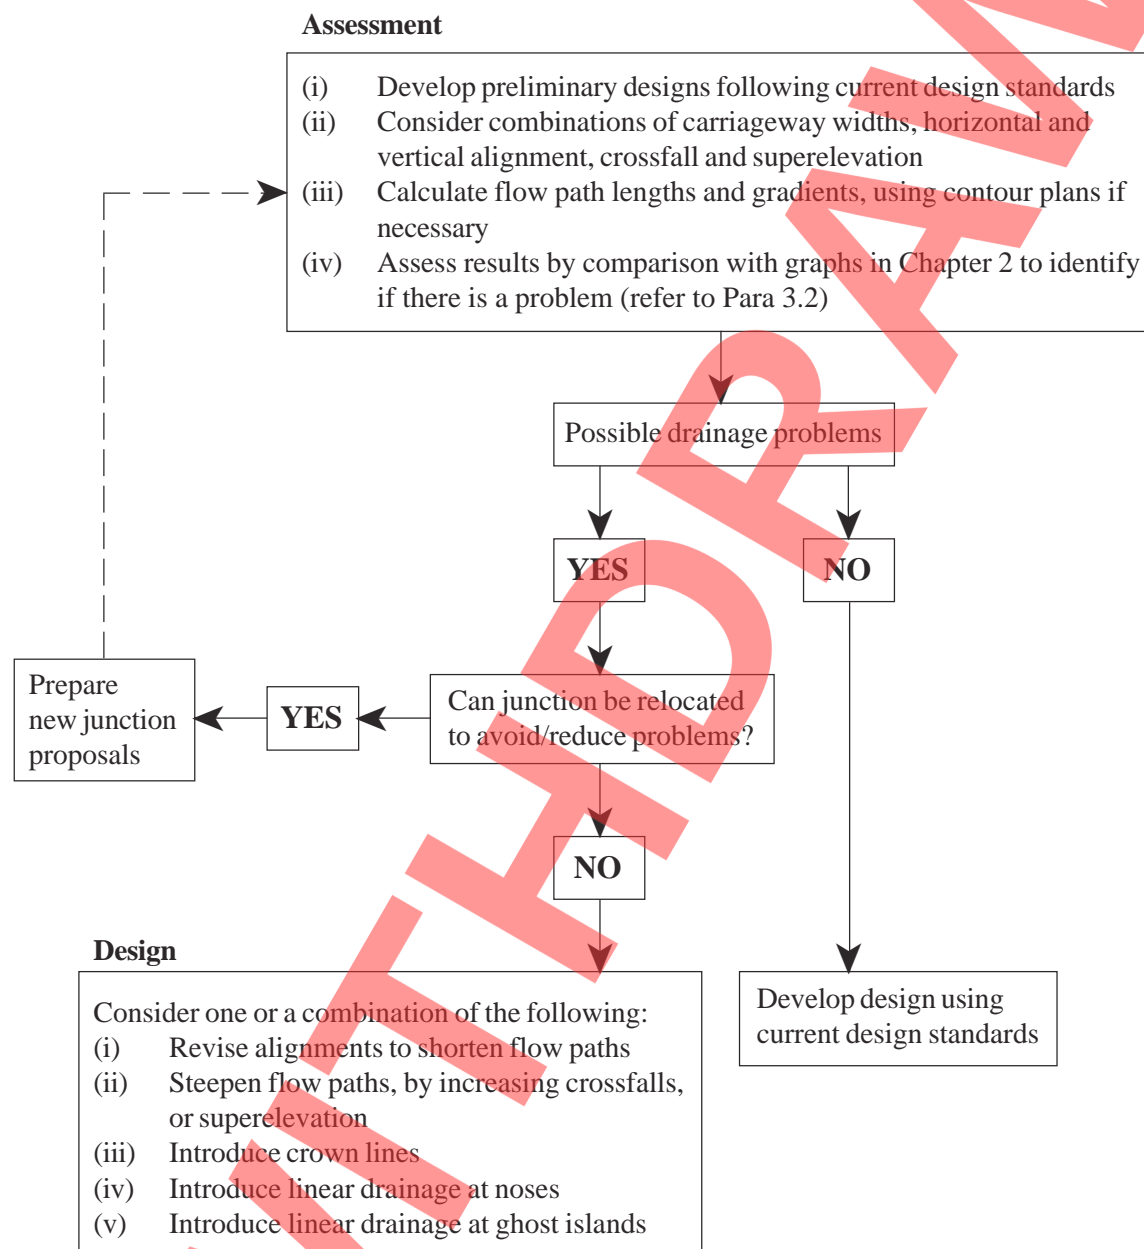 Assessment
(i) Develop preliminary designs following current design standards
(ii) Consider combinations of carriageway widths, horizontal and
vertical alignment, crossfall and superelevation
(iii) Calculate flow path lengths and gradients, using contour plans if
necessary
(iv) Assess results by comparison with graphs in Chapter 2 to identify
if there is a problem (refer to Para 3.2)
Possible drainage problems
YES
NO
Can junction be relocated
to avoid/reduce problems?
YES
Prepare
new junction
proposals
NO
Design
Consider one or a combination of the following:
(i) Revise alignments to shorten flow paths
(ii) Steepen flow paths, by increasing crossfalls,
or superelevation
(iii) Introduce crown lines
(iv) Introduce linear drainage at noses
(v) Introduce linear drainage at ghost islands
Develop design using
current design standards
WITHDRAW